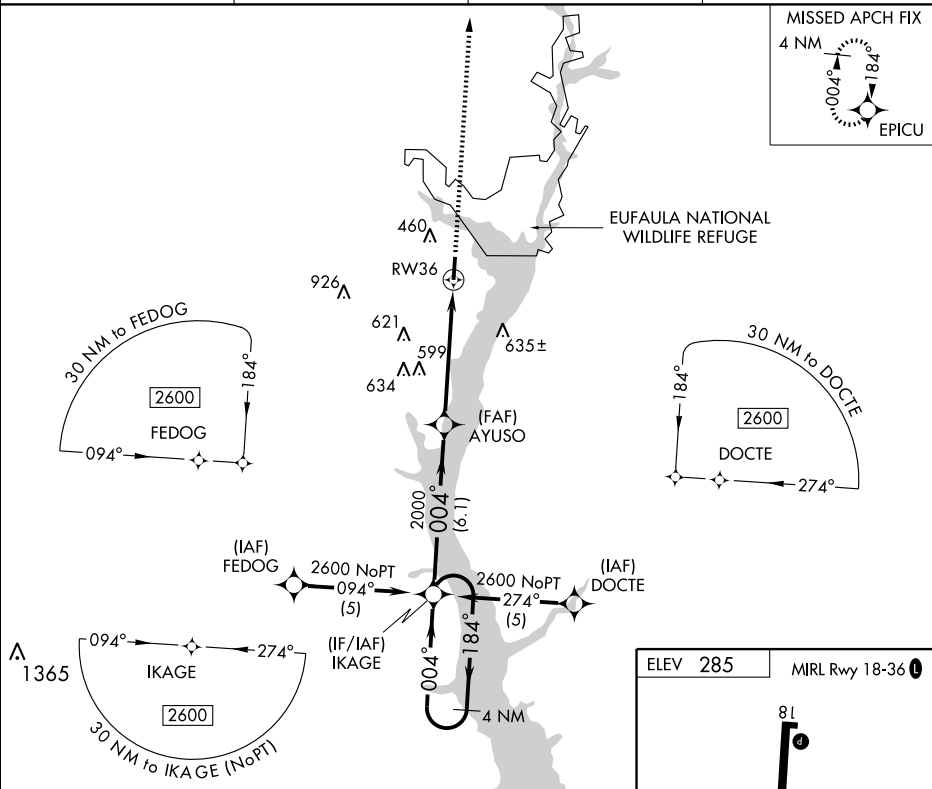 MISSED APCH FIX
4 NM
004°
184°
EPICU
EUFAULA NATIONAL
WILDLIFE REFUGE
460
RW36
926
621
599
634
635±
30 NM to FEDOG
184°
2600
FEDOG
094°
(FAF)
AYUSO
30 NM to DOCTE
184°
2600
DOCTE
274°
2000
004°
(6.1)
(IAF)
FEDOG
2600 NoPT
094°
(5)
2600 NoPT
274°
(5)
(IAF)
DOCTE
(IF/IAF)
IKAGE
004°
184°
4 NM
1365
094°
274°
IKAGE
2600
30 NM to IKAGE (NoPT)
ELEV 285
MIRL Rwy 18-36 L
18
P